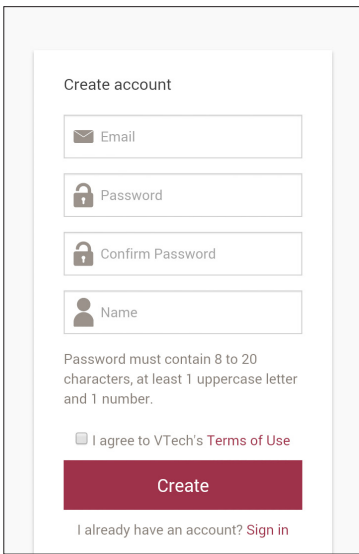 Create account
Email
Password
Confirm Password
Name
Password must contain 8 to 20
characters, at least 1 uppercase letter
and 1 number.
I agree to VTech's Terms of Use
Create
I already have an account? Sign in